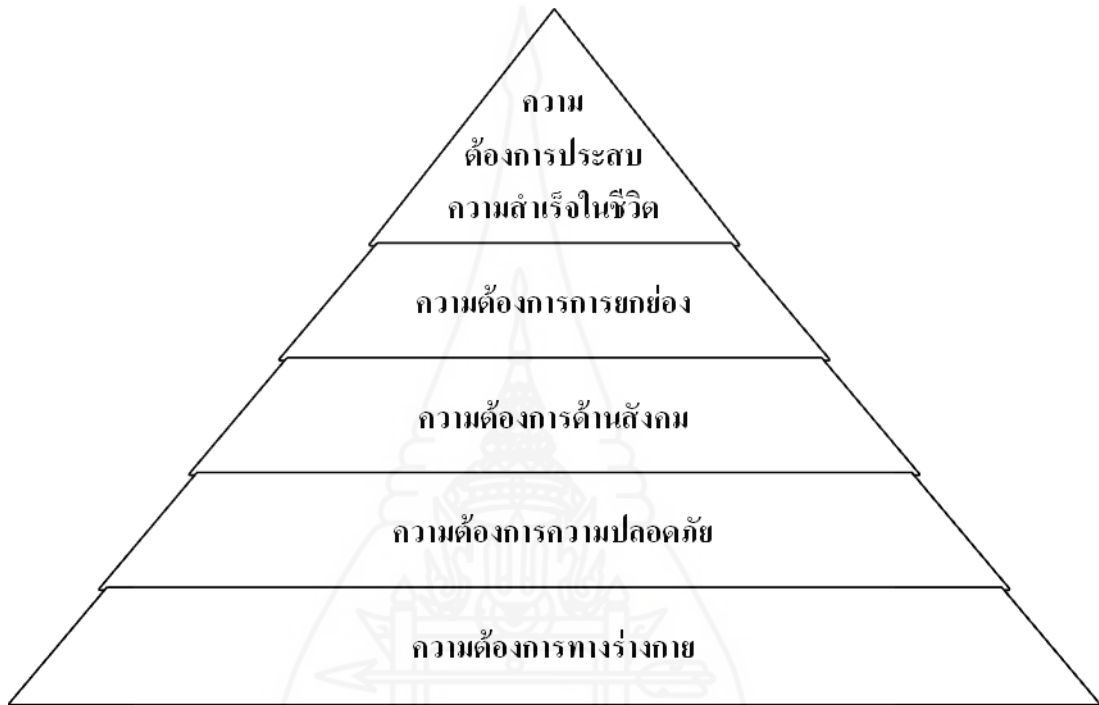 ความ
ต้องการประสบ
ความสำเร็จในชีวิต
ความต้องการการยกย่อง
ความต้องการด้านสังคม
ความต้องการความปลอดภัย
ความต้องการทางร่างกาย